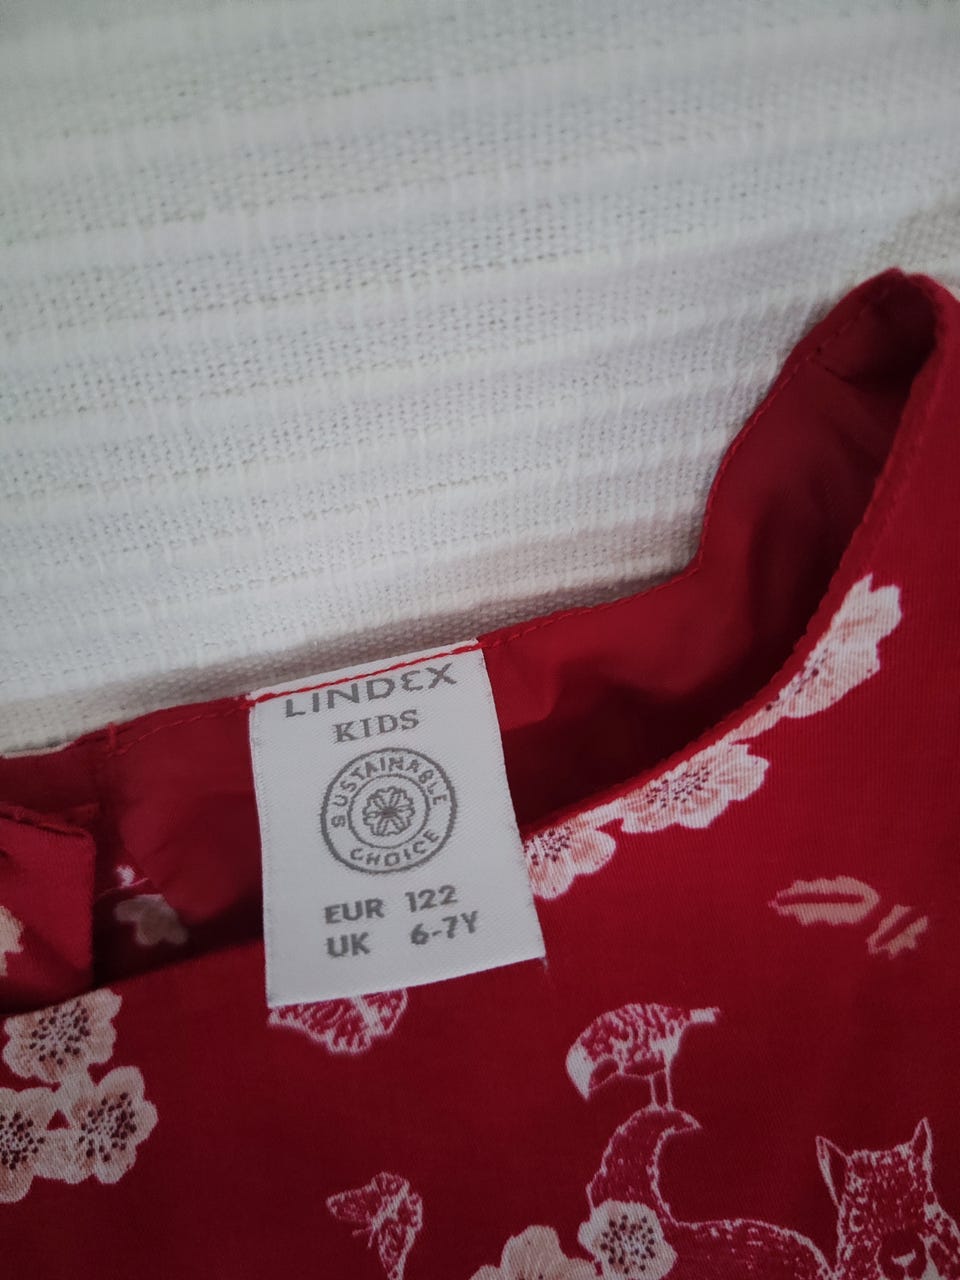 LINDEX
KIDS
SUSTAINABLE
CHOICE
EUR 122
UK 6-7Y